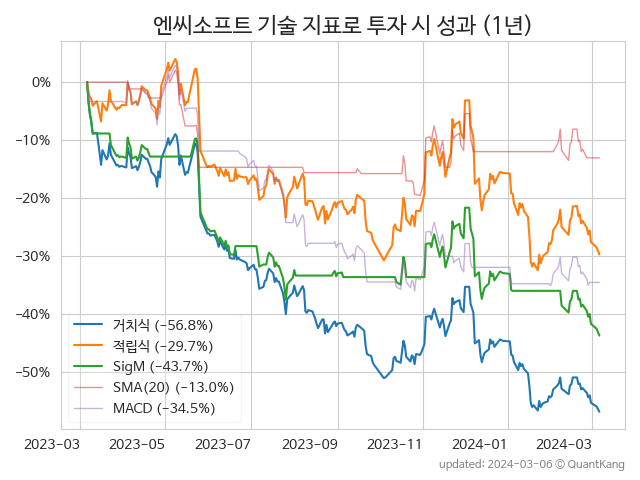 엔씨소프트 기술 지표로 투자 시 성과 (1년)
0%
−10%
−20%
−30%
−40%
−50%
거치식 (−56.8%)
적립식 (−29.7%)
SigM (−43.7%)
SMA(20) (−13.0%)
MACD (−34.5%)
2023−03 2023−05 2023−07 2023−09 2023−11 2024−01 2024−03
updated: 2024−03−06 ⓒ QuantKang